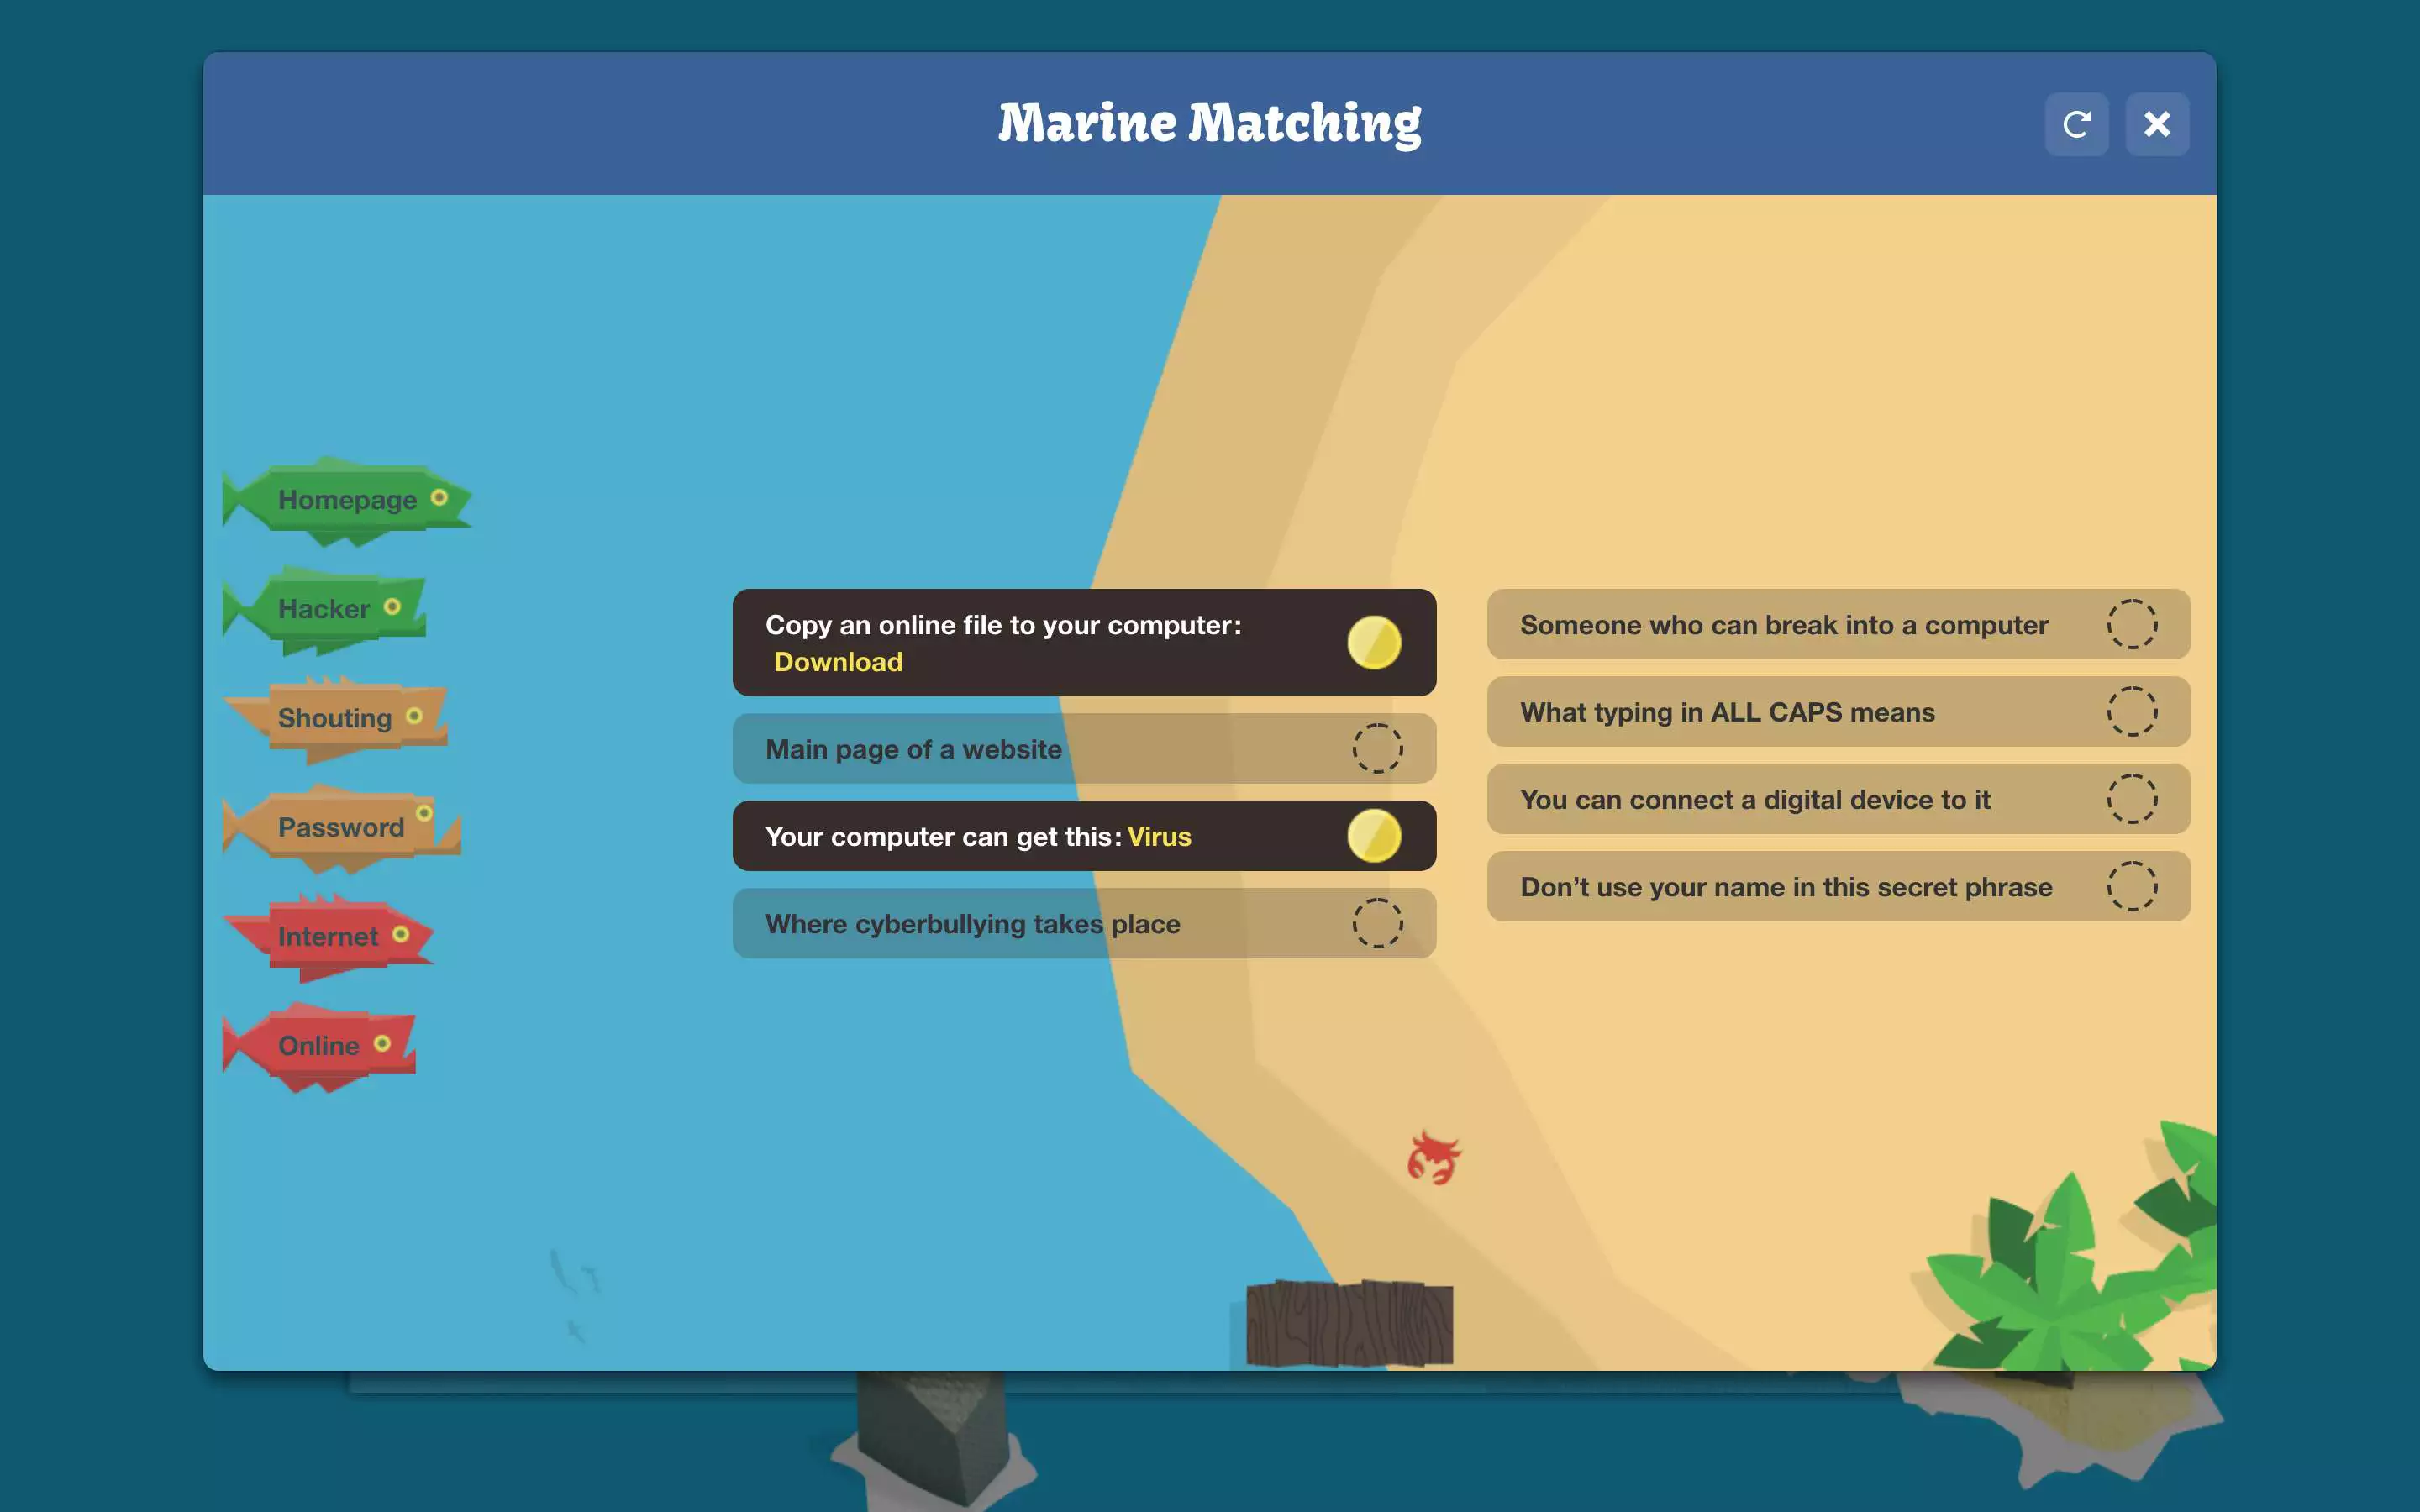 Marine Matching
Homepage
Hacker
Shouting
Password
Internet
Online
Copy an online file to your computer:
Download
Main page of a website
Your computer can get this: Virus
Where cyberbullying takes place
Someone who can break into a computer
What typing in ALL CAPS means
You can connect a digital device to it
Don’t use your name in this secret phrase